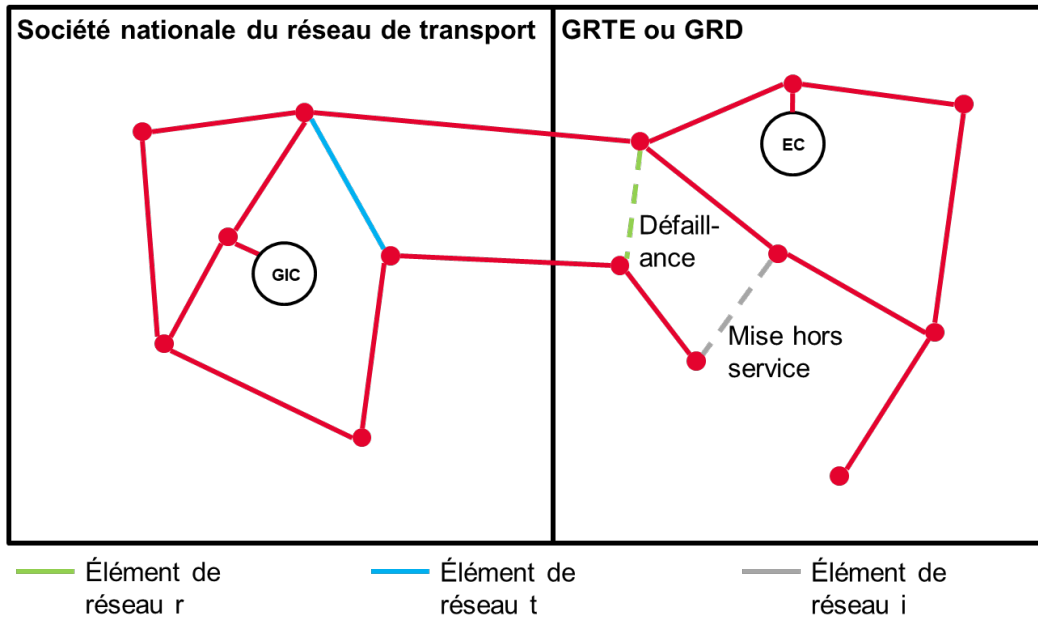 Société nationale du réseau de transport
GRTE ou GRD
EC
Défaill-
ance
GIC
Mise hors
service
Élément de
réseau r
Élément de
réseau t
Élément de
réseau i